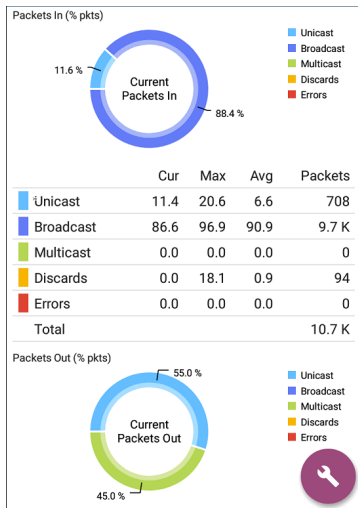 Packets In (% pkts)
Unicast
Broadcast
Multicast
Discards
Errors
11.6 %
Current
Packets In
88.4 %
Cur Max Avg Packets
Unicast 11.4 20.6 6.6 708
Broadcast 86.6 96.9 90.9 9.7 K
Multicast 0.0 0.0 0.0 0
Discards 0.0 18.1 0.9 94
Errors 0.0 0.0 0.0 0
Total 10.7 K
Packets Out (% pkts)
55.0 %
Unicast
Broadcast
Multicast
Discards
Errors
Current
Packets Out
45.0 %